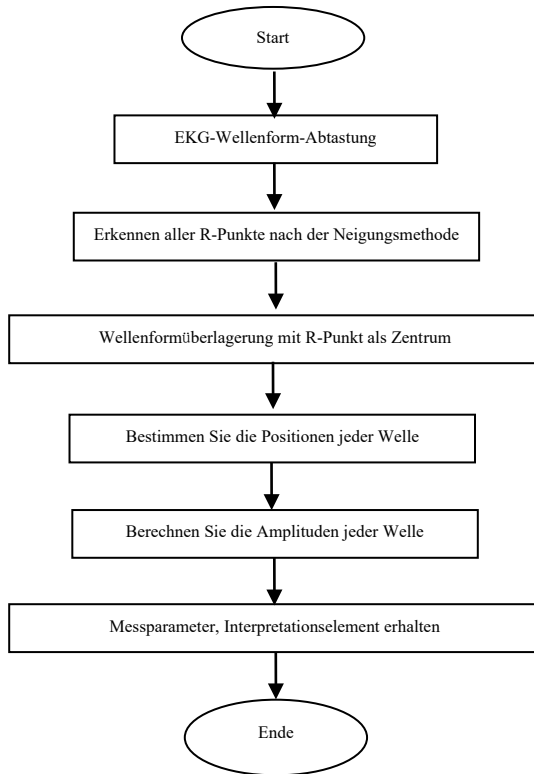 Start
EKG-Wellenform-Abtastung
Erkennen aller R-Punkte nach der Neigungsmethode
Wellenformüberlagerung mit R-Punkt als Zentrum
Bestimmen Sie die Positionen jeder Welle
Berechnen Sie die Amplituden jeder Welle
Messparameter, Interpretationselement erhalten
Ende